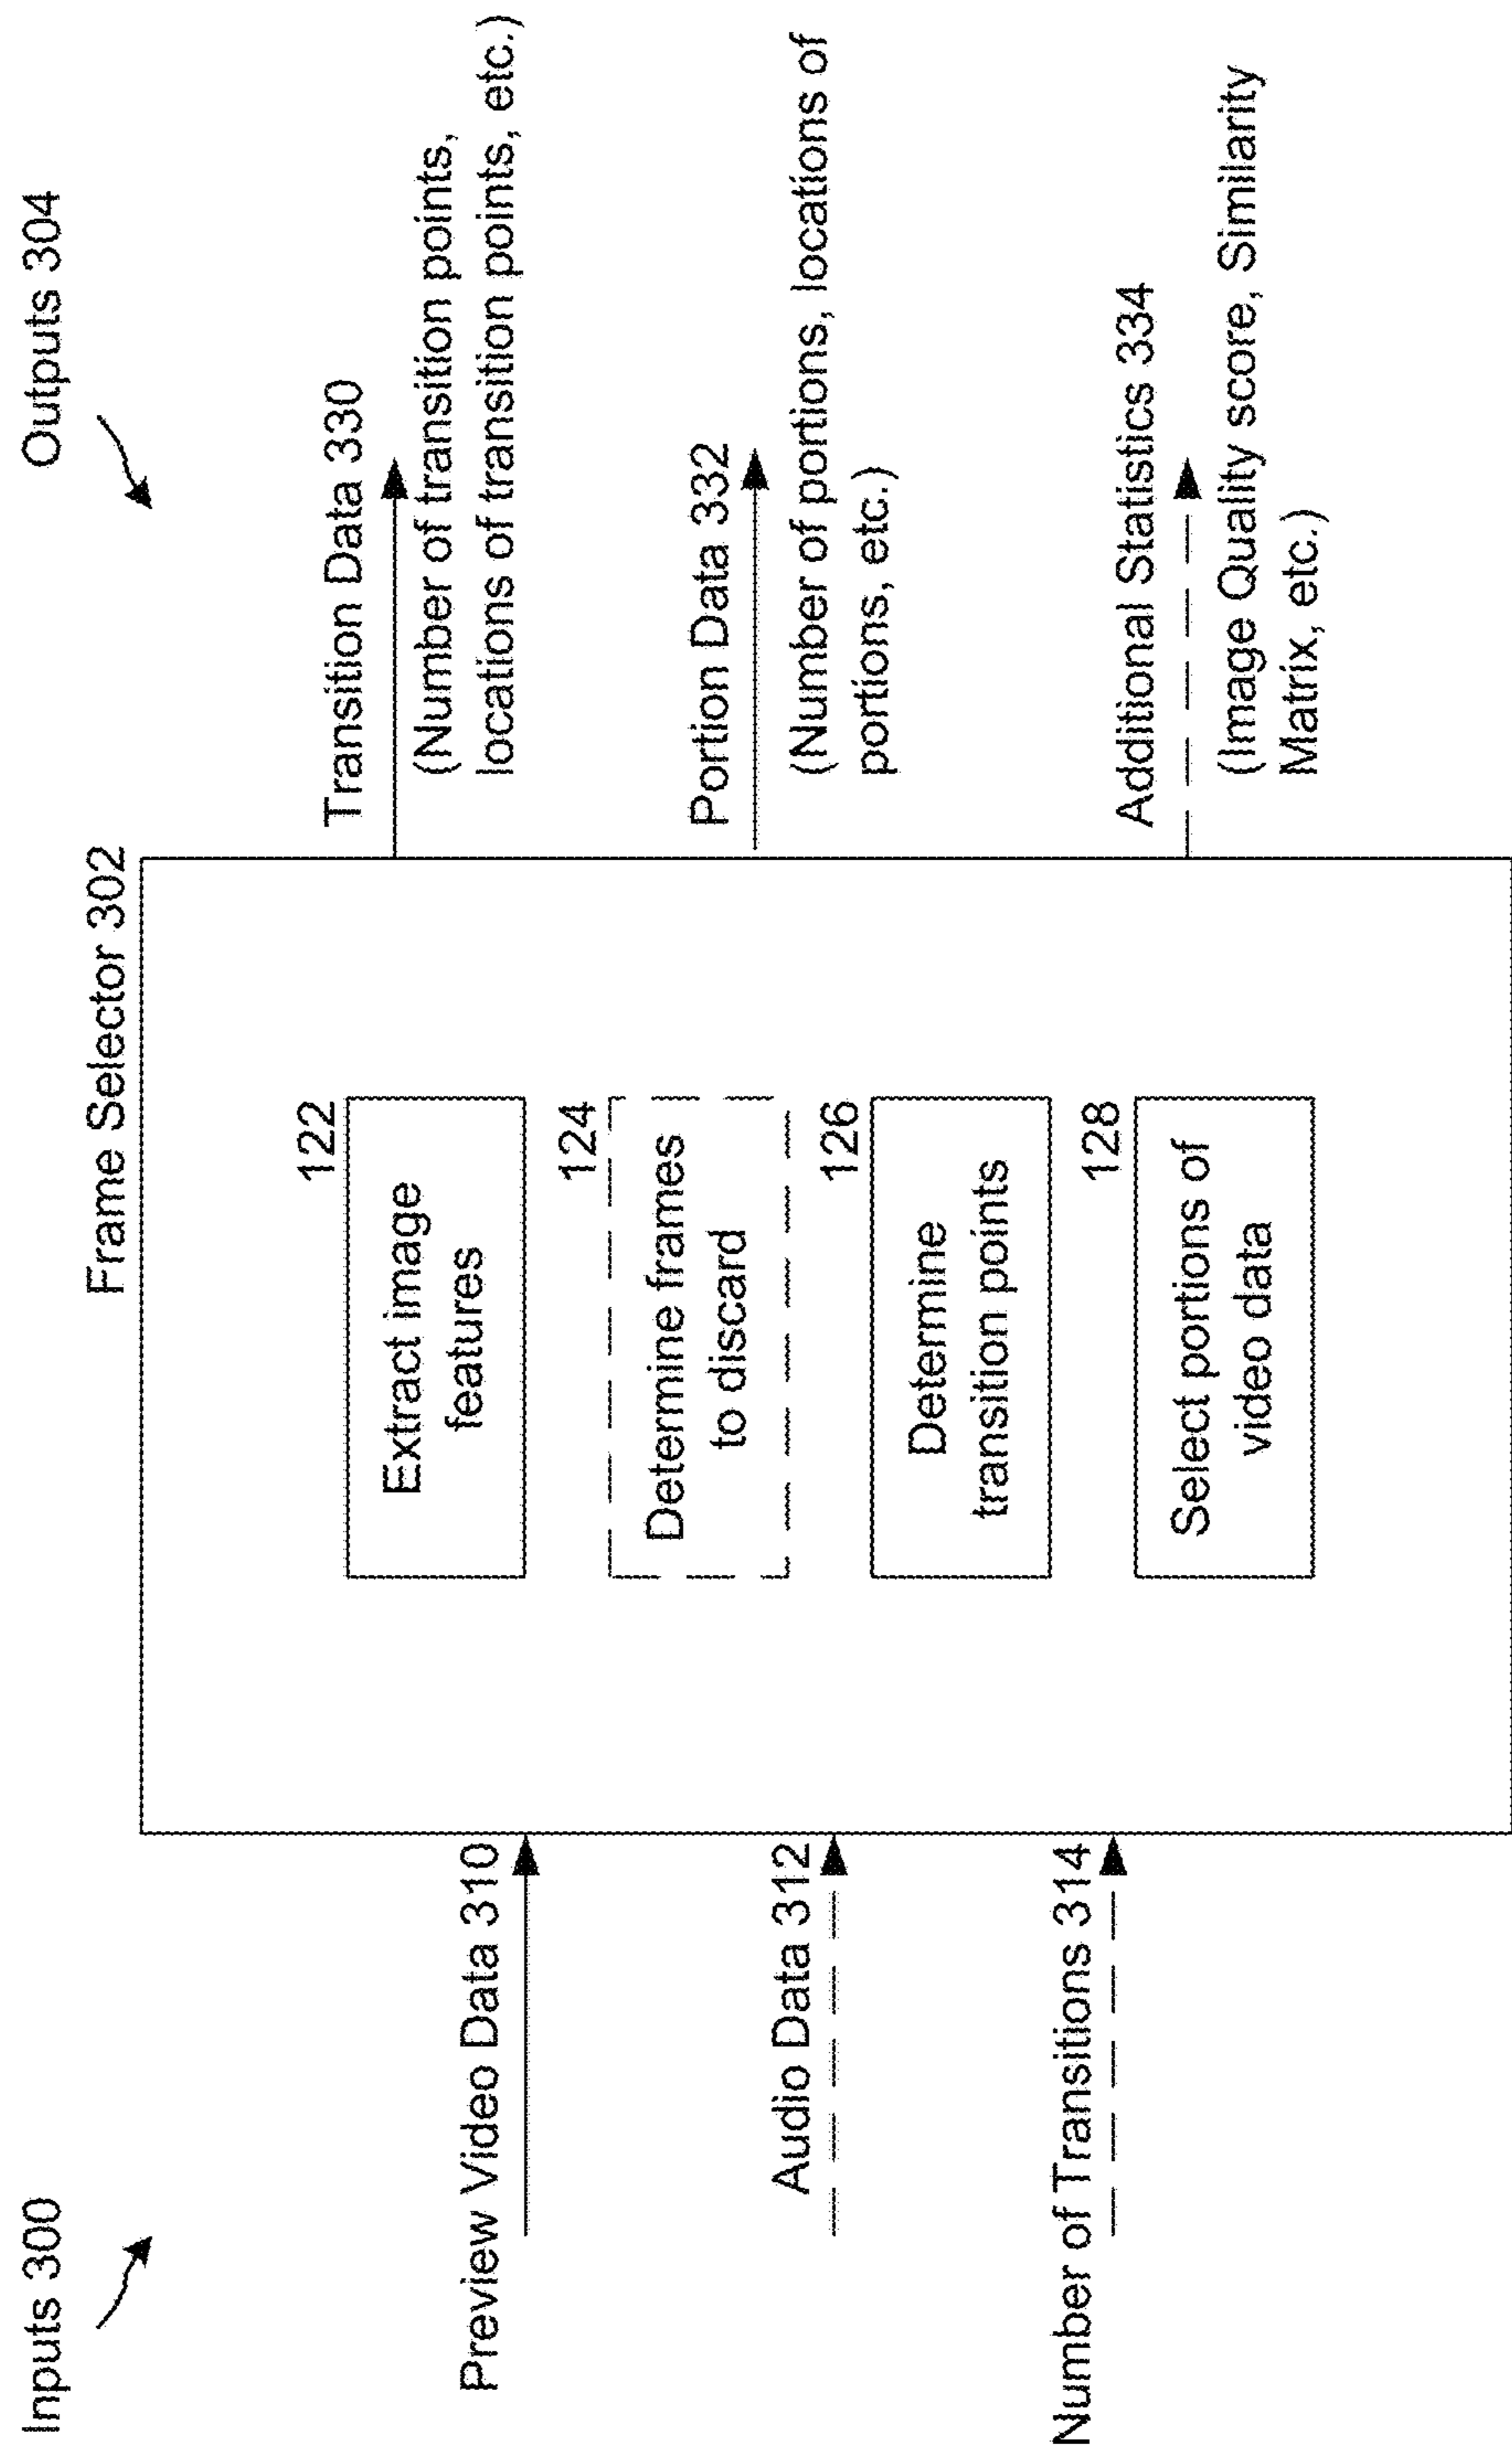 Inputs 300
Preview Video Data 310
Audio Data 312
Number of Transitions 314
Frame Selector 302
122
Extract image
features
124
Determine frames
to discard
126
Determine
transition points
128
Select portions of
video data
Outputs 304
Transition Data 330
(Number of transition points,
locations of transition points, etc.)
Portion Data 332
(Number of portions, locations of
portions, etc.)
Additional Statistics 334
(Image Quality score, Similarity
Matrix, etc.)